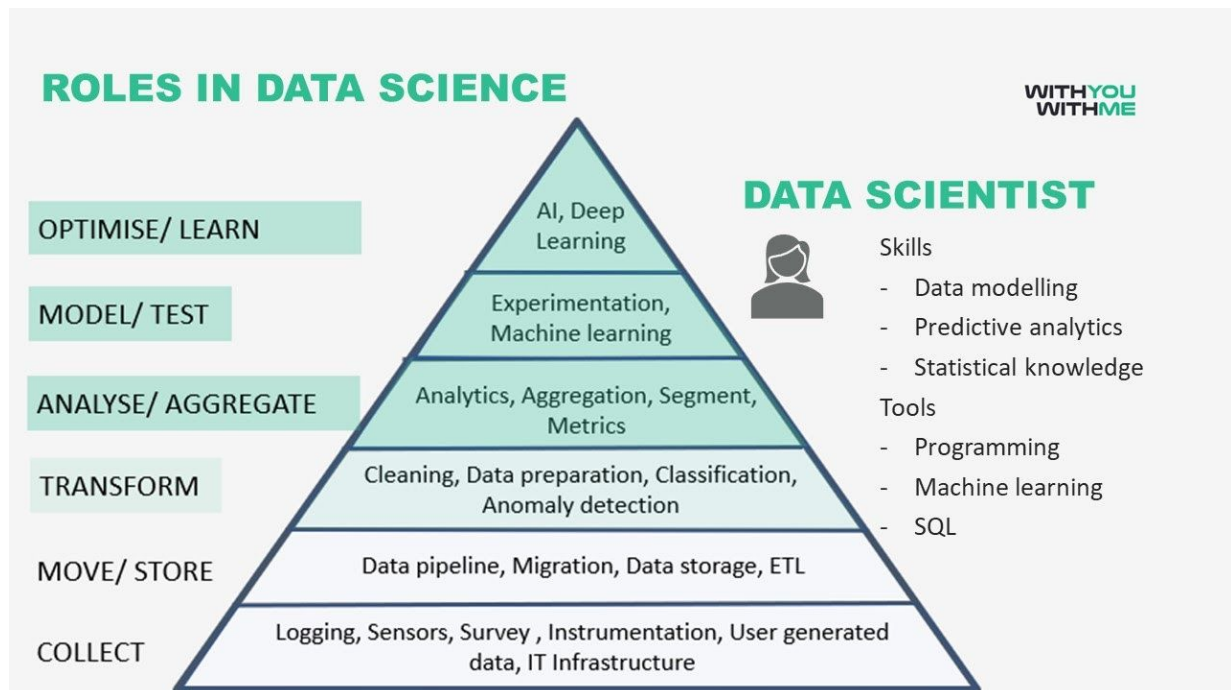 ROLES IN DATA SCIENCE
WITHYOU
WITHME
OPTIMISE/ LEARN
AI, Deep
Learning
MODEL/ TEST
Experimentation,
Machine learning
ANALYSE/ AGGREGATE
Analytics, Aggregation, Segment,
Metrics
TRANSFORM
Cleaning, Data preparation, Classification,
Anomaly detection
MOVE/ STORE
Data pipeline, Migration, Data storage, ETL
COLLECT
Logging, Sensors, Survey , Instrumentation, User generated
data, IT Infrastructure
DATA SCIENTIST
Skills
- Data modelling
- Predictive analytics
- Statistical knowledge
Tools
- Programming
- Machine learning
- SQL